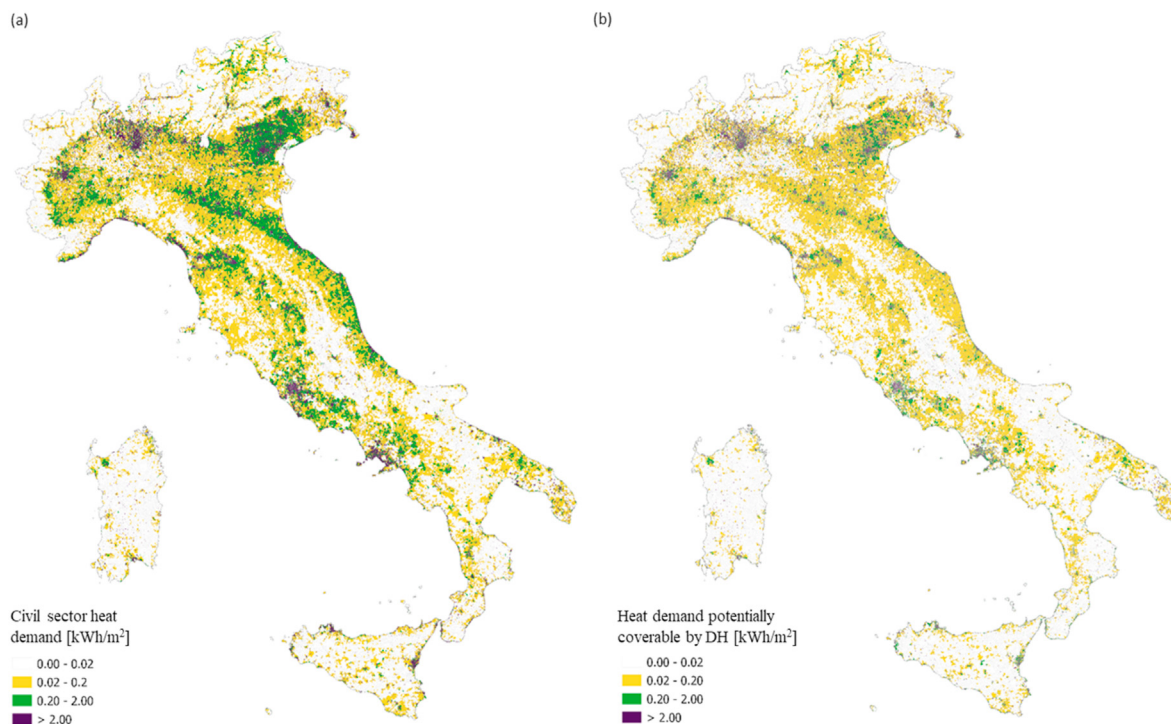 (a)
(b)
Civil sector heat
demand [kWh/m²]
0.00 - 0.02
0.02 - 0.2
0.20 - 2.00
> 2.00
Heat demand potentially
coverable by DH [kWh/m²]
0.00 - 0.02
0.02 - 0.20
0.20 - 2.00
> 2.00